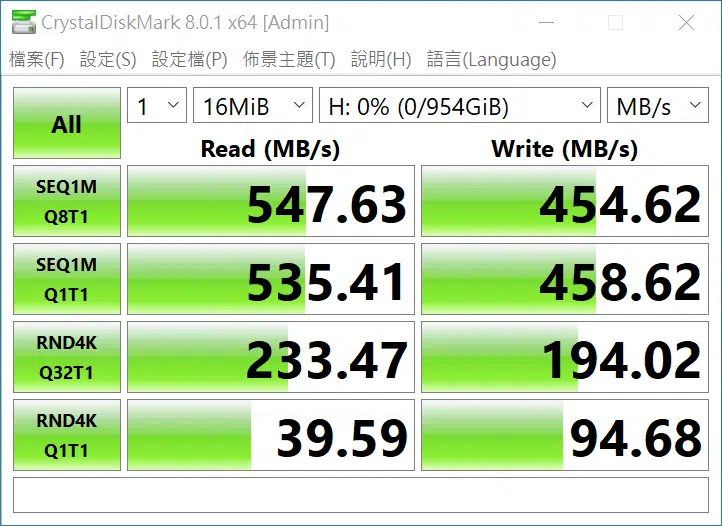 CrystalDiskMark 8.0.1 x64 [Admin]
檔案(F) 設定(S) 設定檔(P) 佈景主題(T) 說明(H) 語言(Language)
All 1 16MiB H: 0% (0/954GiB) MB/s
Read (MB/s) Write (MB/s)
SEQ1M Q8T1 547.63 454.62
SEQ1M Q1T1 535.41 458.62
RND4K Q32T1 233.47 194.02
RND4K Q1T1 39.59 94.68